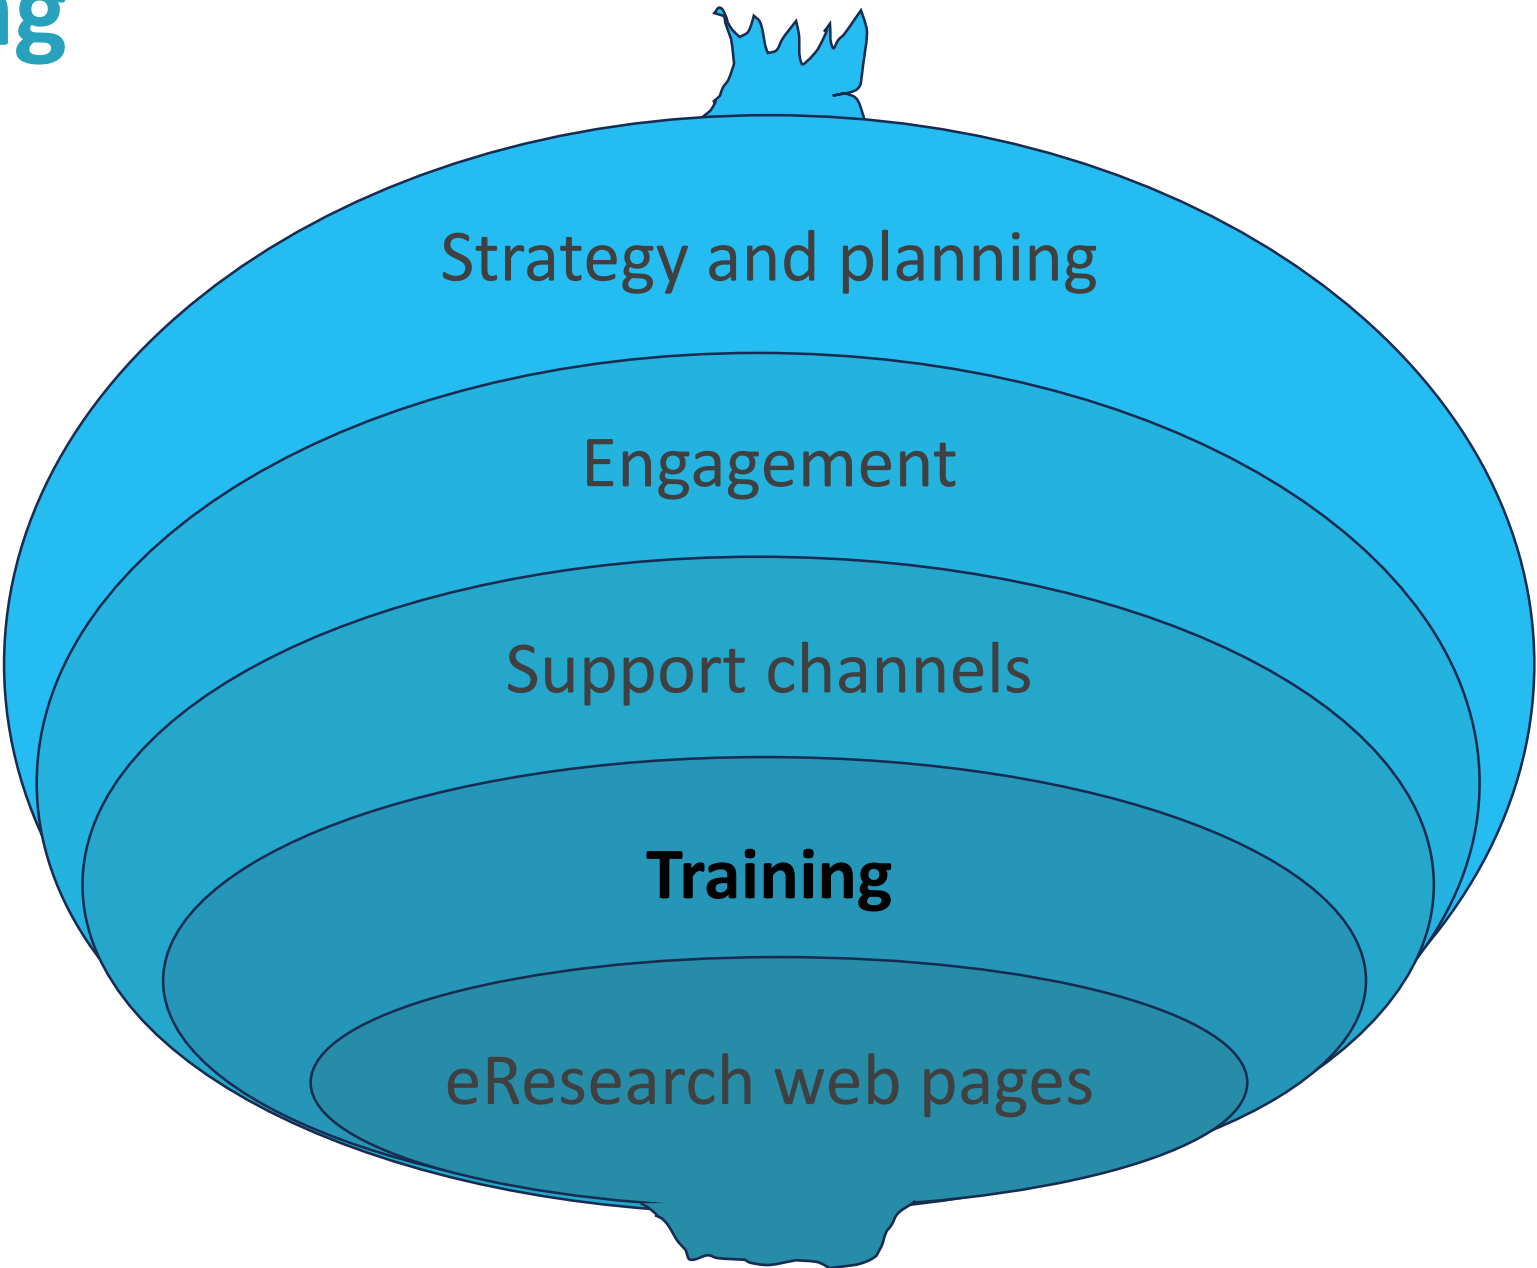 Strategy and planning
Engagement
Support channels
Training
eResearch web pages